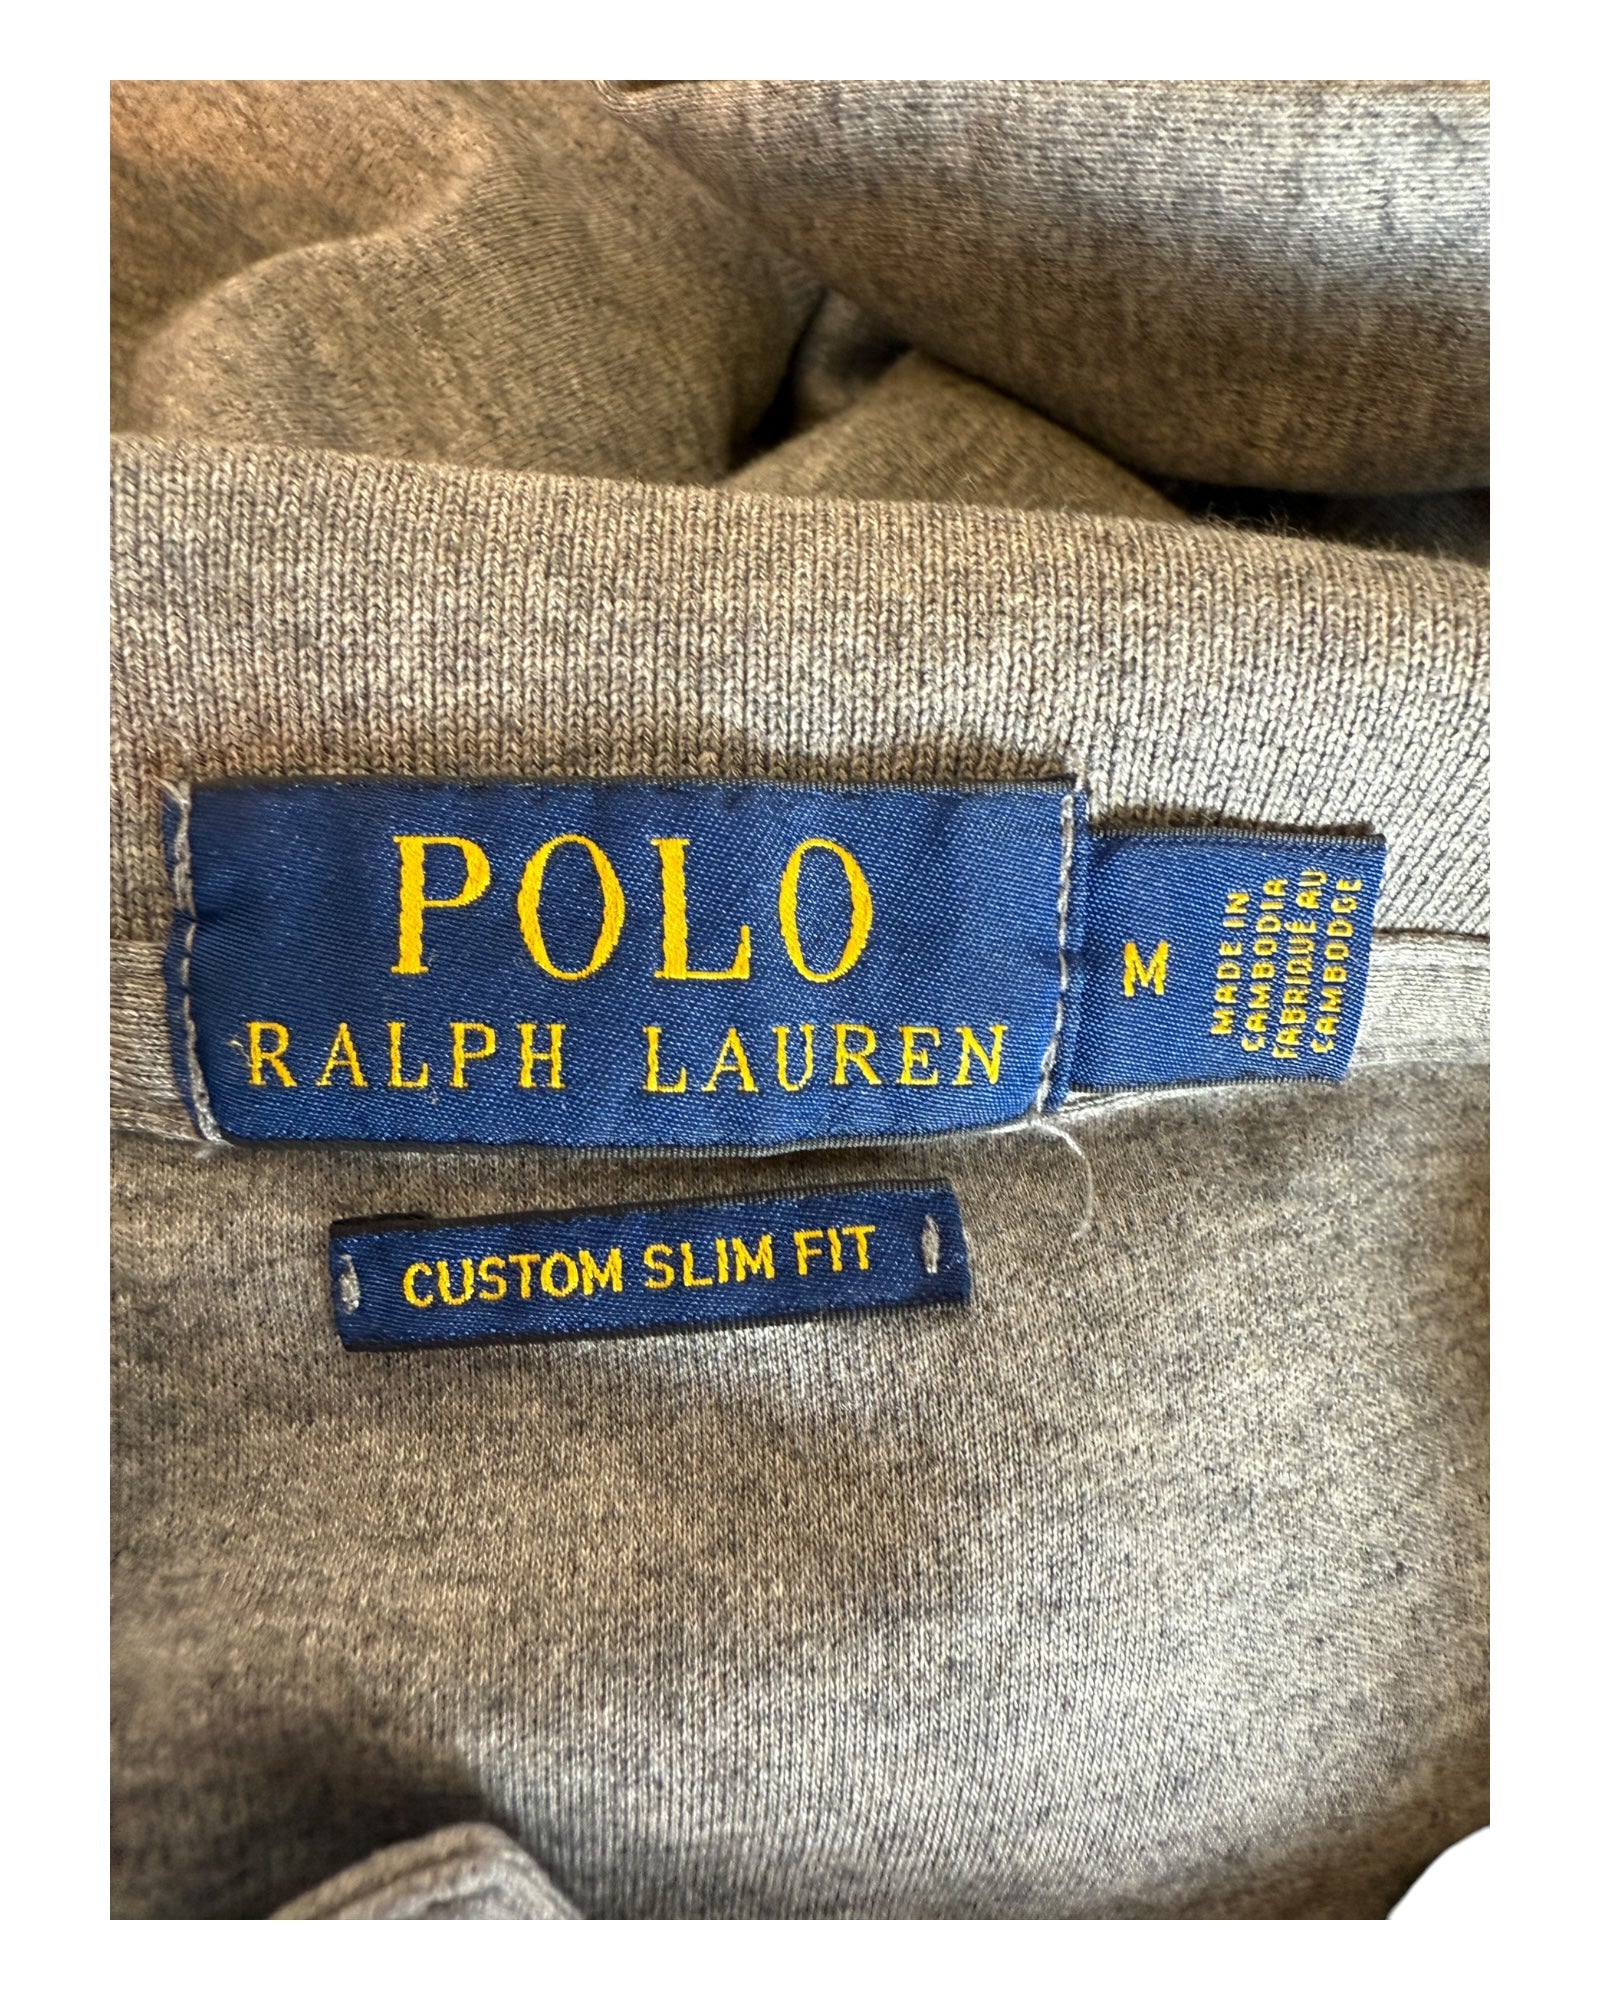 POLO
RALPH LAUREN
M
MADE IN
CAMBODIA
FABRIQUÉ AU
CAMBODGE
CUSTOM SLIM FIT